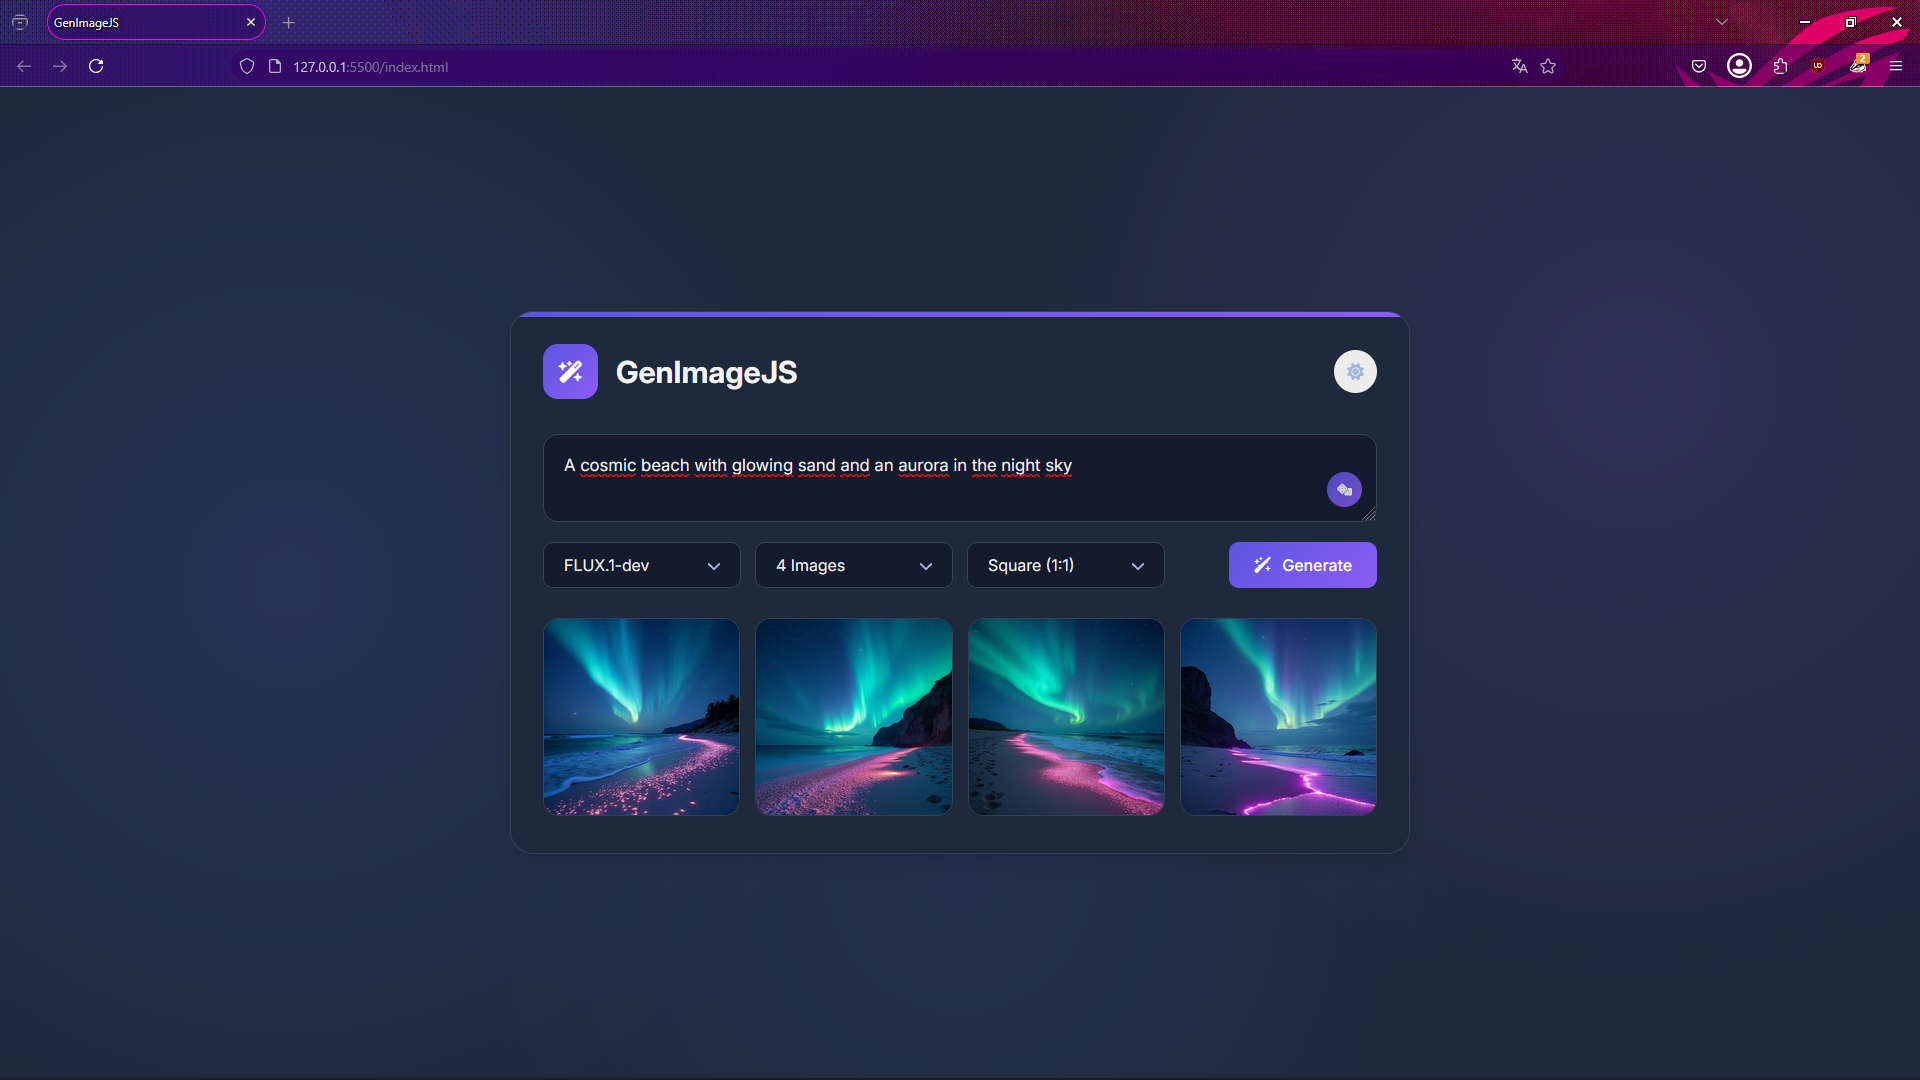 GenImageJS
127.0.0.1:5500/index.html
2
GenImageJS
A cosmic beach with glowing sand and an aurora in the night sky
FLUX.1-dev
4 Images
Square (1:1)
Generate